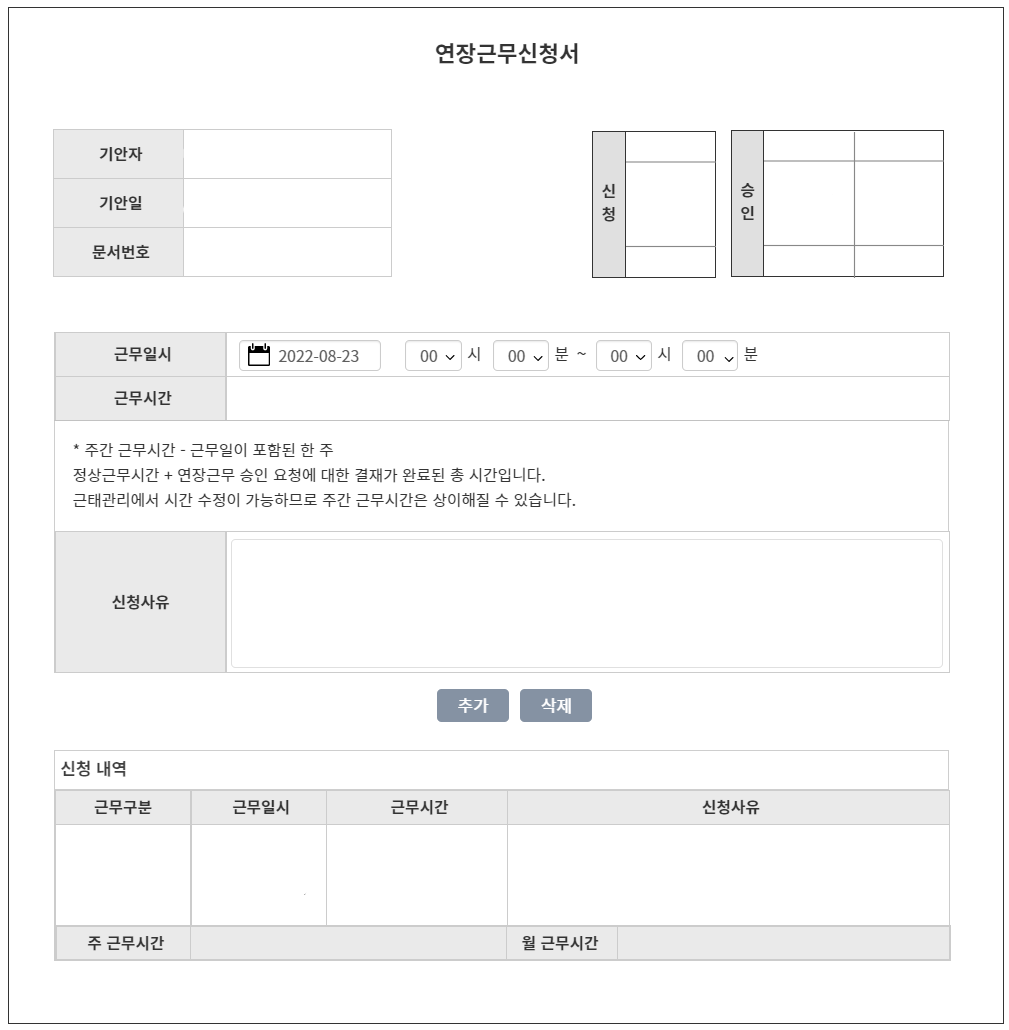 연장근무신청서
기안자
기안일
문서번호
신청
승인
근무일시 2022-08-23 00 시 00 분 ~ 00 시 00 분
근무시간
* 주간 근무시간 - 근무일이 포함된 한 주
정상근무시간 + 연장근무 승인 요청에 대한 결재가 완료된 총 시간입니다.
근태관리에서 시간 수정이 가능하므로 주간 근무시간은 상이해질 수 있습니다.
신청사유
추가 삭제
신청 내역
근무구분 근무일시 근무시간 신청사유
주 근무시간 월 근무시간